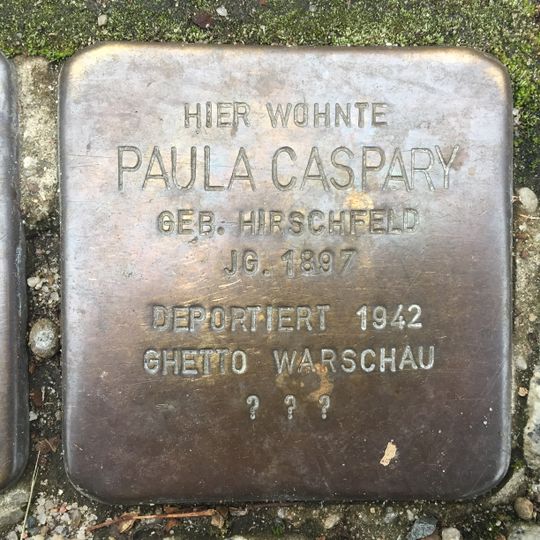 HIER WOHNTE
PAULA CASPARY
GEB. HIRSCHFELD
JG. 1897
DEPORTIERT 1942
GHETTO WARSCHAU
? ? ?